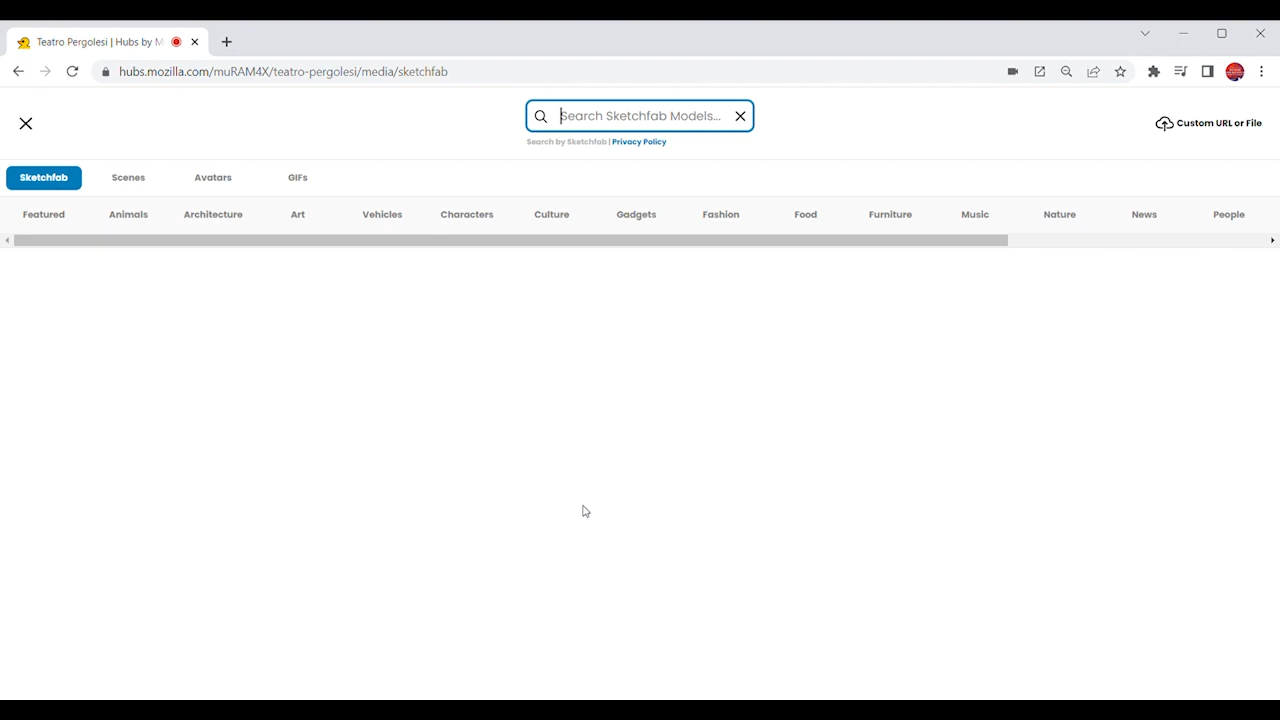 Teatro Pergolesi | Hubs by M
hubs.mozilla.com/muRAM4X/teatro-pergolesi/media/sketchfab
Search Sketchfab Models...
Search by Sketchfab | Privacy Policy
Custom URL or File
Sketchfab Scenes Avatars GIFs
Featured Animals Architecture Art Vehicles Characters Culture Gadgets Fashion Food Furniture Music Nature News People